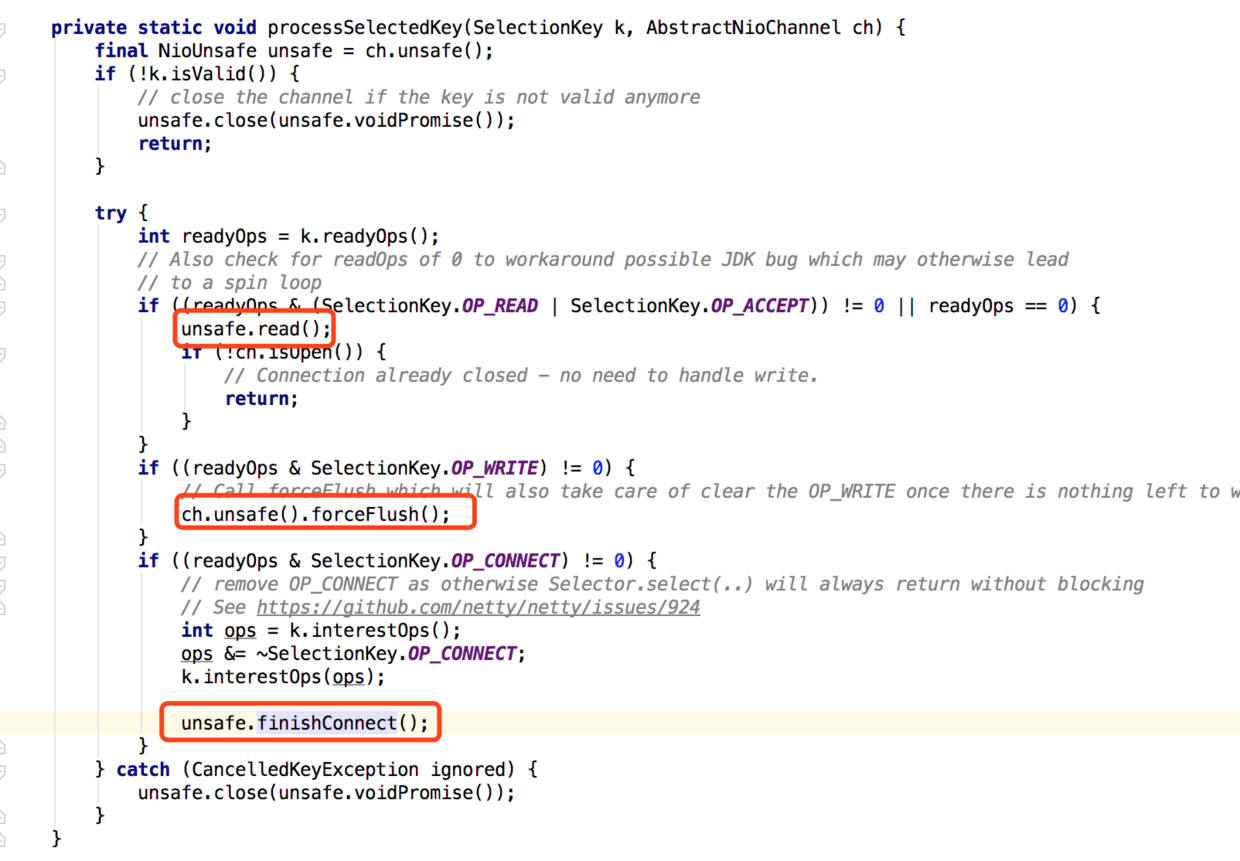 private static void processSelectedKey(SelectionKey k, AbstractNioChannel ch) {
    final NioUnsafe unsafe = ch.unsafe();
    if (!k.isValid()) {
        // close the channel if the key is not valid anymore
        unsafe.close(unsafe.voidPromise());
        return;
    }

    try {
        int readyOps = k.readyOps();
        // Also check for readOps of 0 to workaround possible JDK bug which may otherwise lead
        // to a spin loop
        if ((readyOps & (SelectionKey.OP_READ | SelectionKey.OP_ACCEPT)) != 0 || readyOps == 0) {
            unsafe.read();
            if (!ch.isOpen()) {
                // Connection already closed - no need to handle write.
                return;
            }
        }
        if ((readyOps & SelectionKey.OP_WRITE) != 0) {
            // Call forceFlush which will also take care of clear the OP_WRITE once there is nothing left to w
            ch.unsafe().forceFlush();
        }
        if ((readyOps & SelectionKey.OP_CONNECT) != 0) {
            // remove OP_CONNECT as otherwise Selector.select(..) will always return without blocking
            // See https://github.com/netty/netty/issues/924
            int ops = k.interestOps();
            ops &= ~SelectionKey.OP_CONNECT;
            k.interestOps(ops);

            unsafe.finishConnect();
        }
    } catch (CancelledKeyException ignored) {
        unsafe.close(unsafe.voidPromise());
    }
}